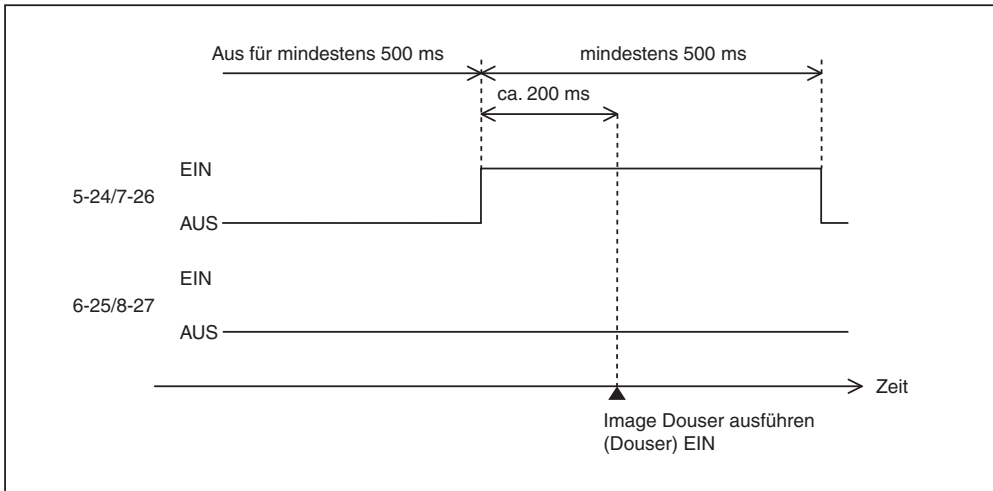 Aus für mindestens 500 ms
mindestens 500 ms
ca. 200 ms
EIN
5-24/7-26
AUS
EIN
6-25/8-27
AUS
Zeit
Image Douser ausführen
(Douser) EIN